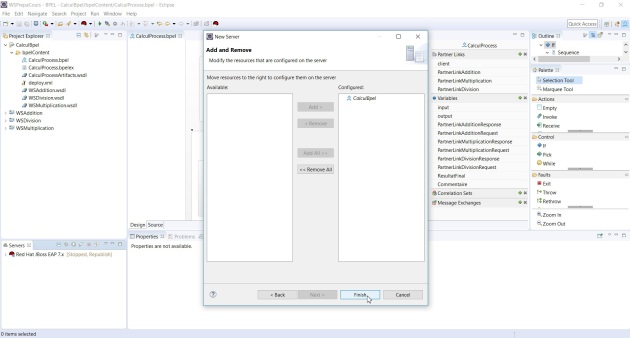 WSPrepaCours - BPEL - CalculBpel/bpelContent/CalculProcess.bpel - Eclipse
File Edit Navigate Search Project Run Window Help
Quick Access
Project Explorer
CalculBpel
bpelContent
CalculProcess.bpel
CalculProcess.bpelex
CalculProcessArtifacts.wsdl
deploy.xml
WSAddition.wsdl
WSDivision.wsdl
WSMultiplication.wsdl
WSAddition
WSDivision
WSMultiplication
CalculProcess.bpel
Design Source
Properties Problems
Properties are not available.
Servers
Red Hat JBoss EAP 7.x [Stopped, Republish]
0 items selected
New Server
Add and Remove
Modify the resources that are configured on the server
Move resources to the right to configure them on the server
Available:
Configured:
CalculBpel
Add >
< Remove
Add All >>
<< Remove All
< Back
Next >
Finish
Cancel
CalculProcess
Partner Links
client
PartnerLinkAddition
PartnerLinkMultiplication
PartnerLinkDivision
Variables
input
output
PartnerLinkAdditionResponse
PartnerLinkAdditionRequest
PartnerLinkMultiplicationResponse
PartnerLinkMultiplicationRequest
PartnerLinkDivisionResponse
PartnerLinkDivisionRequest
ResultatFinal
Commentaire
Correlation Sets
Message Exchanges
Outline
If
Sequence
Palette
Selection Tool
Marquee Tool
Actions
Empty
Invoke
Receive
Control
If
Pick
While
Faults
Exit
Throw
Rethrow
Zoom In
Zoom Out